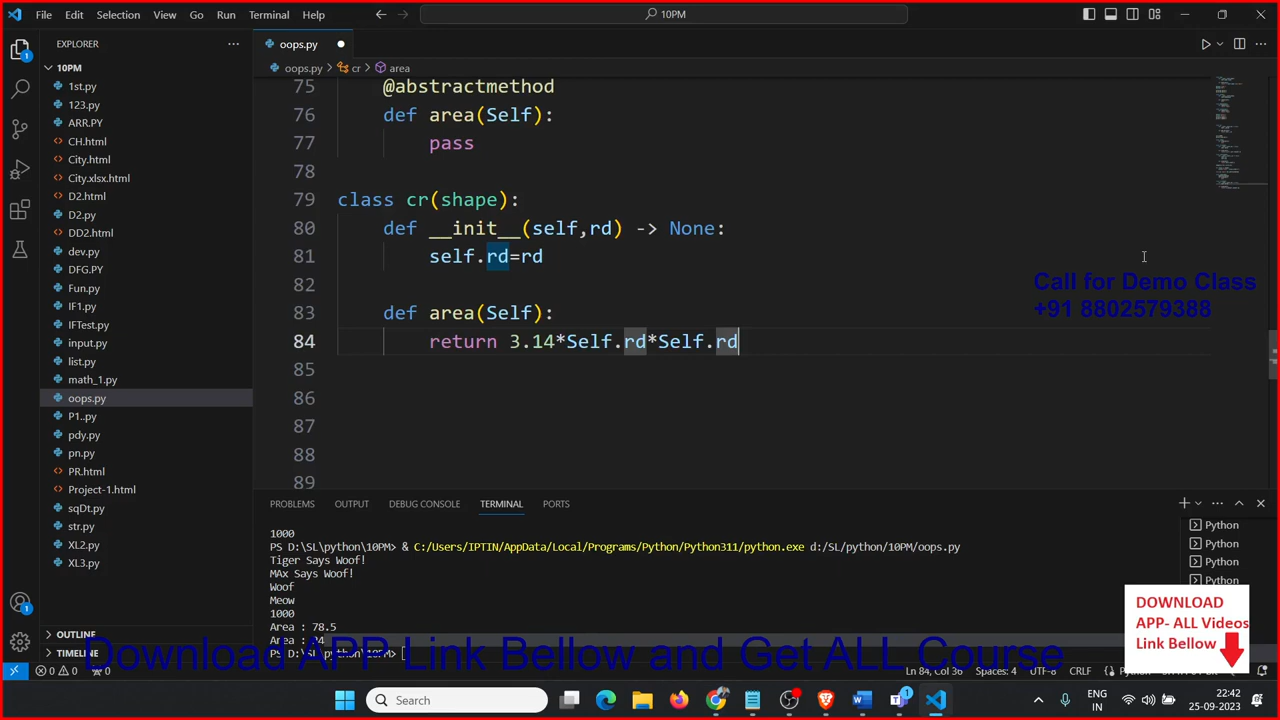 File Edit Selection View Go Run Terminal Help
10PM
EXPLORER
10PM
1st.py
123.py
ARR.PY
CH.html
City.html
City.xlsx.html
D2.html
D2.py
DD2.html
dev.py
DFG.PY
Fun.py
IF1.py
IFTest.py
input.py
list.py
math_1.py
oops.py
P1..py
pdy.py
pn.py
PR.html
Project-1.html
sqDt.py
str.py
XL2.py
XL3.py
OUTLINE
TIMELINE
oops.py
oops.py > cr > area
75 @abstractmethod
76 def area(Self):
77 pass
78
79 class cr(shape):
80 def __init__(self,rd) -> None:
81 self.rd=rd
82
83 def area(Self):
84 return 3.14*Self.rd*Self.rd
85
86
87
88
89
Call for Demo Class
+91 8802579388
PROBLEMS OUTPUT DEBUG CONSOLE TERMINAL PORTS
1000
PS D:\SL\python\10PM> & C:/Users/IPTIN/AppData/Local/Programs/Python/Python311/python.exe d:/SL/python/10PM/oops.py
Tiger Says Woof!
MAx Says Woof!
Woof
Meow
1000
Area : 78.5
Area :
PS D:\SL\python\10PM>
Python
Python
Python
Python
DOWNLOAD
APP- ALL Videos
Link Bellow
Download APP Link Bellow and Get ALL Course
0 0 0 Ln 84, Col 36 Spaces: 4 UTF-8 CRLF Python
Search
ENG
IN
22:42
25-09-2023